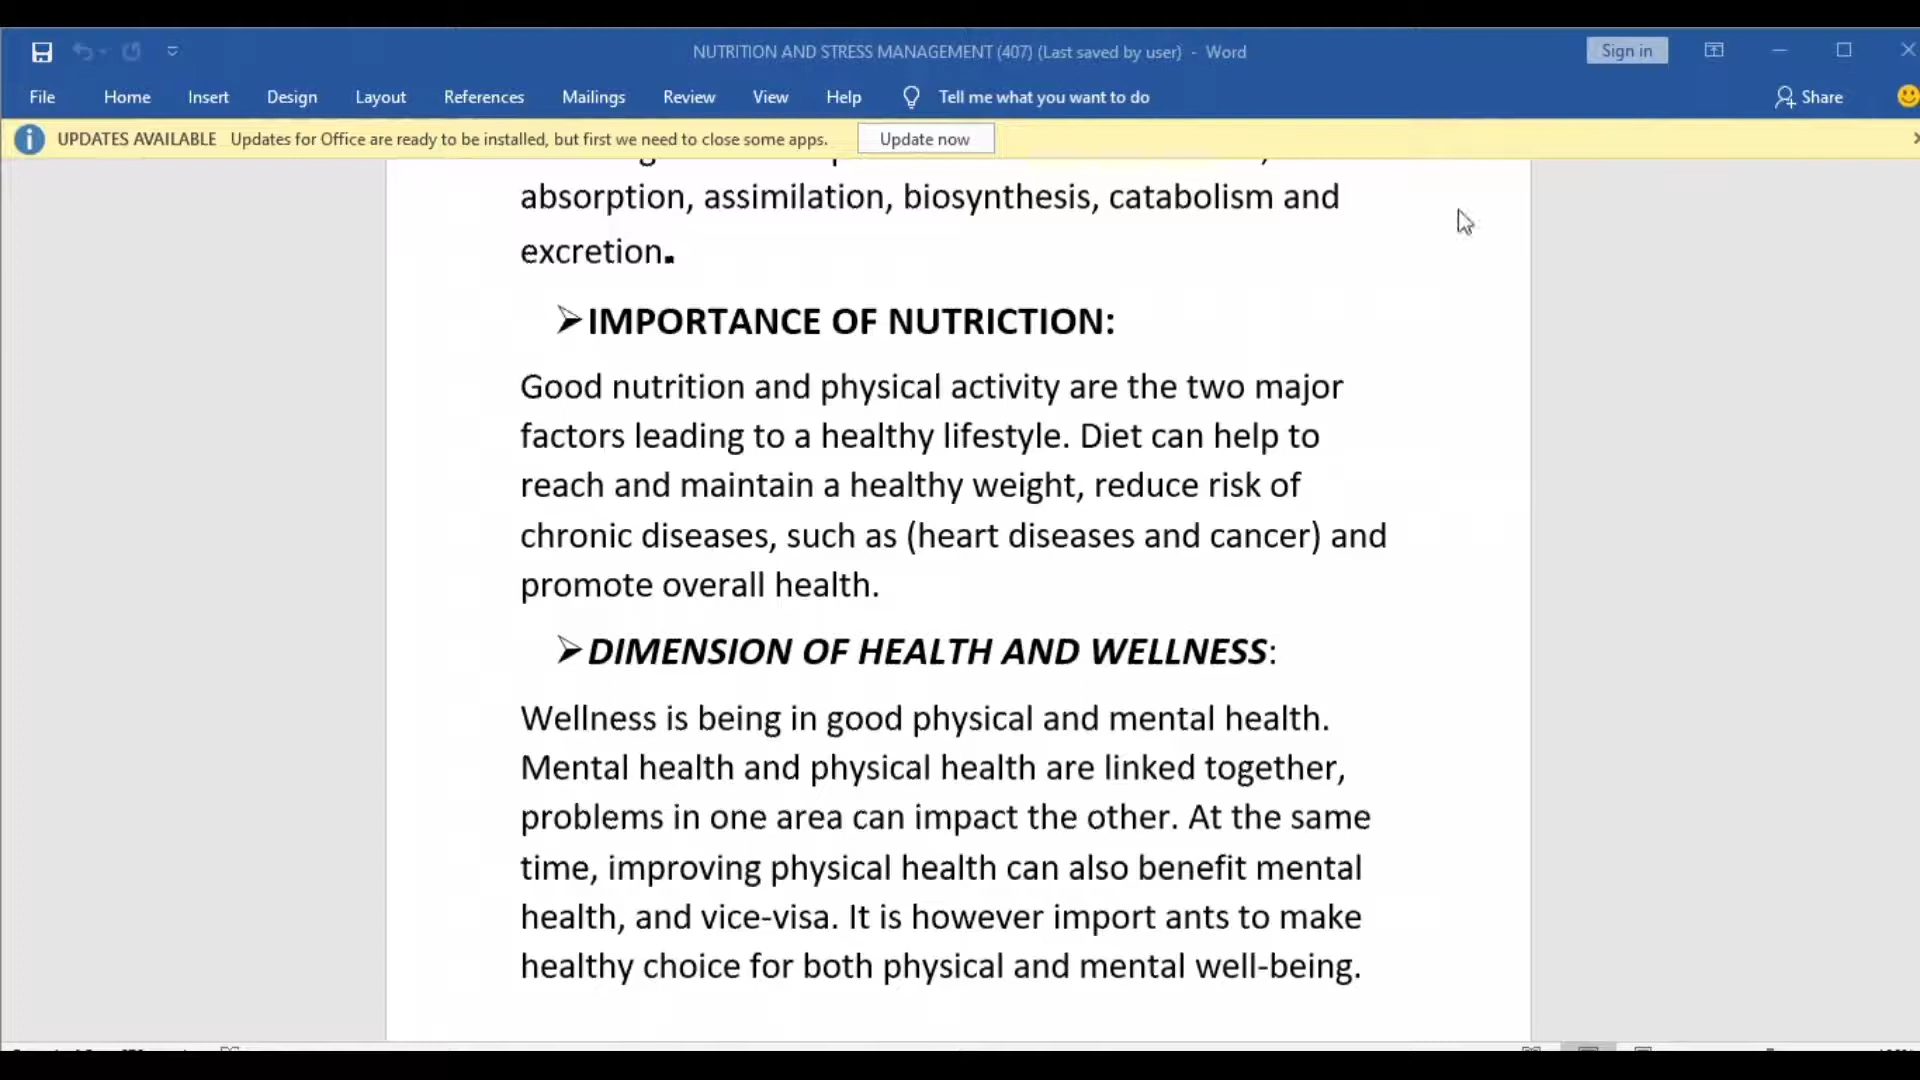 NUTRITION AND STRESS MANAGEMENT (407) (Last saved by user) - Word
Sign in
File Home Insert Design Layout References Mailings Review View Help Tell me what you want to do Share
UPDATES AVAILABLE Updates for Office are ready to be installed, but first we need to close some apps. Update now
absorption, assimilation, biosynthesis, catabolism and
excretion.
IMPORTANCE OF NUTRICTION:
Good nutrition and physical activity are the two major
factors leading to a healthy lifestyle. Diet can help to
reach and maintain a healthy weight, reduce risk of
chronic diseases, such as (heart diseases and cancer) and
promote overall health.
DIMENSION OF HEALTH AND WELLNESS:
Wellness is being in good physical and mental health.
Mental health and physical health are linked together,
problems in one area can impact the other. At the same
time, improving physical health can also benefit mental
health, and vice-visa. It is however import ants to make
healthy choice for both physical and mental well-being.